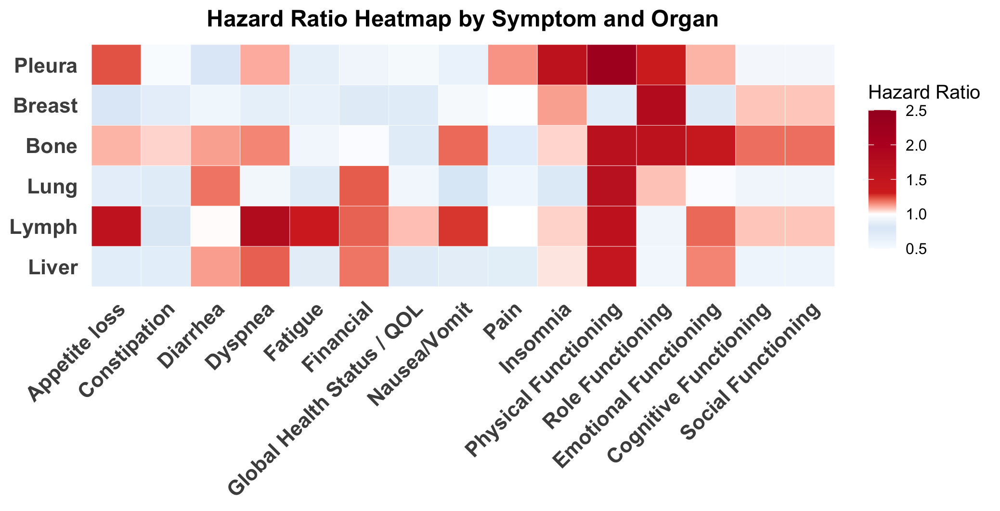 Hazard Ratio Heatmap by Symptom and Organ
Pleura
Breast
Bone
Lung
Lymph
Liver
Appetite loss
Constipation
Diarrhea
Dyspnea
Fatigue
Financial
Global Health Status / QOL
Nausea/Vomit
Pain
Insomnia
Physical Functioning
Role Functioning
Emotional Functioning
Cognitive Functioning
Social Functioning
Hazard Ratio
2.5
2.0
1.5
1.0
0.5